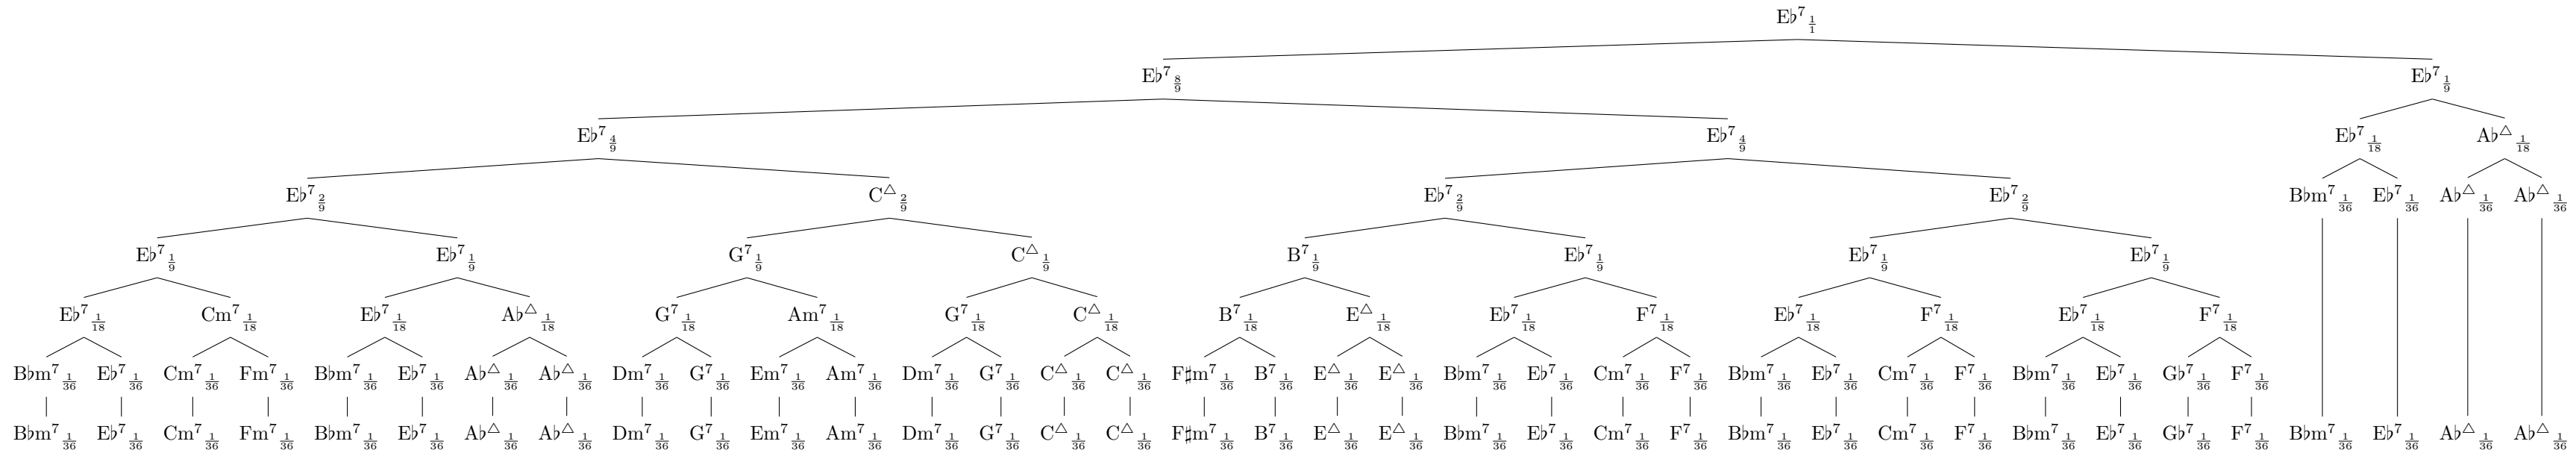 E♭⁷ 1/1
E♭⁷ 8/9 E♭⁷ 1/9
E♭⁷ 4/9 E♭⁷ 4/9 E♭⁷ 1/18 A♭△ 1/18
E♭⁷ 2/9 C△ 2/9 E♭⁷ 2/9 E♭⁷ 2/9 B♭m⁷ 1/36 E♭⁷ 1/36 A♭△ 1/36 A♭△ 1/36
E♭⁷ 1/9 E♭⁷ 1/9 G⁷ 1/9 C△ 1/9 B⁷ 1/9 E♭⁷ 1/9 E♭⁷ 1/9 E♭⁷ 1/9
E♭⁷ 1/18 Cm⁷ 1/18 E♭⁷ 1/18 A♭△ 1/18 G⁷ 1/18 Am⁷ 1/18 G⁷ 1/18 C△ 1/18 B⁷ 1/18 E△ 1/18 E♭⁷ 1/18 F⁷ 1/18 E♭⁷ 1/18 F⁷ 1/18 E♭⁷ 1/18 F⁷ 1/18
B♭m⁷ 1/36 E♭⁷ 1/36 Cm⁷ 1/36 Fm⁷ 1/36 B♭m⁷ 1/36 E♭⁷ 1/36 A♭△ 1/36 A♭△ 1/36 Dm⁷ 1/36 G⁷ 1/36 Em⁷ 1/36 Am⁷ 1/36 Dm⁷ 1/36 G⁷ 1/36 C△ 1/36 C△ 1/36 F♯m⁷ 1/36 B⁷ 1/36 E△ 1/36 E△ 1/36 B♭m⁷ 1/36 E♭⁷ 1/36 Cm⁷ 1/36 F⁷ 1/36 B♭m⁷ 1/36 E♭⁷ 1/36 Cm⁷ 1/36 F⁷ 1/36 B♭m⁷ 1/36 E♭⁷ 1/36 G♭⁷ 1/36 F⁷ 1/36
B♭m⁷ 1/36 E♭⁷ 1/36 Cm⁷ 1/36 Fm⁷ 1/36 B♭m⁷ 1/36 E♭⁷ 1/36 A♭△ 1/36 A♭△ 1/36 Dm⁷ 1/36 G⁷ 1/36 Em⁷ 1/36 Am⁷ 1/36 Dm⁷ 1/36 G⁷ 1/36 C△ 1/36 C△ 1/36 F♯m⁷ 1/36 B⁷ 1/36 E△ 1/36 E△ 1/36 B♭m⁷ 1/36 E♭⁷ 1/36 Cm⁷ 1/36 F⁷ 1/36 B♭m⁷ 1/36 E♭⁷ 1/36 Cm⁷ 1/36 F⁷ 1/36 B♭m⁷ 1/36 E♭⁷ 1/36 G♭⁷ 1/36 F⁷ 1/36 B♭m⁷ 1/36 E♭⁷ 1/36 A♭△ 1/36 A♭△ 1/36